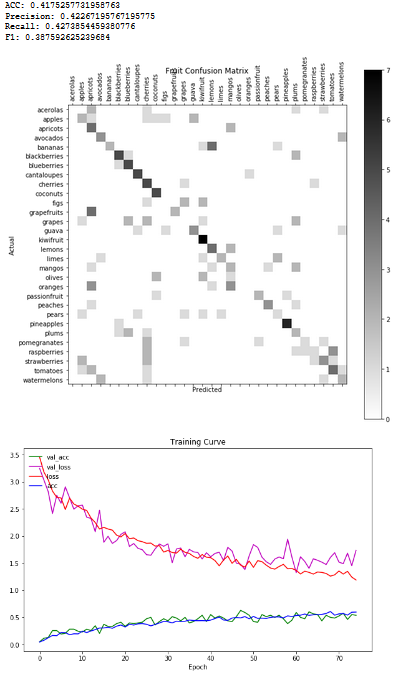 ACC: 0.4175257731958763
Precision: 0.42267195767195775
Recall: 0.4273854459380776
F1: 0.387592625239684
Fruit Confusion Matrix
acerolas
apples
apricots
avocados
bananas
blackberries
blueberries
cantaloupes
cherries
coconuts
figs
grapefruits
grapes
guava
kiwifruit
lemons
limes
mangos
olives
oranges
passionfruit
peaches
pears
pineapples
plums
pomegranates
raspberries
strawberries
tomatoes
watermelons
acerolas
apples
apricots
avocados
bananas
blackberries
blueberries
cantaloupes
cherries
coconuts
figs
grapefruits
grapes
guava
kiwifruit
lemons
limes
mangos
olives
oranges
passionfruit
peaches
pears
pineapples
plums
pomegranates
raspberries
strawberries
tomatoes
watermelons
Actual
Predicted
7
6
5
4
3
2
1
0
Training Curve
val_acc
val_loss
loss
acc
3.5
3.0
2.5
2.0
1.5
1.0
0.5
0.0
0 10 20 30 40 50 60 70
Epoch